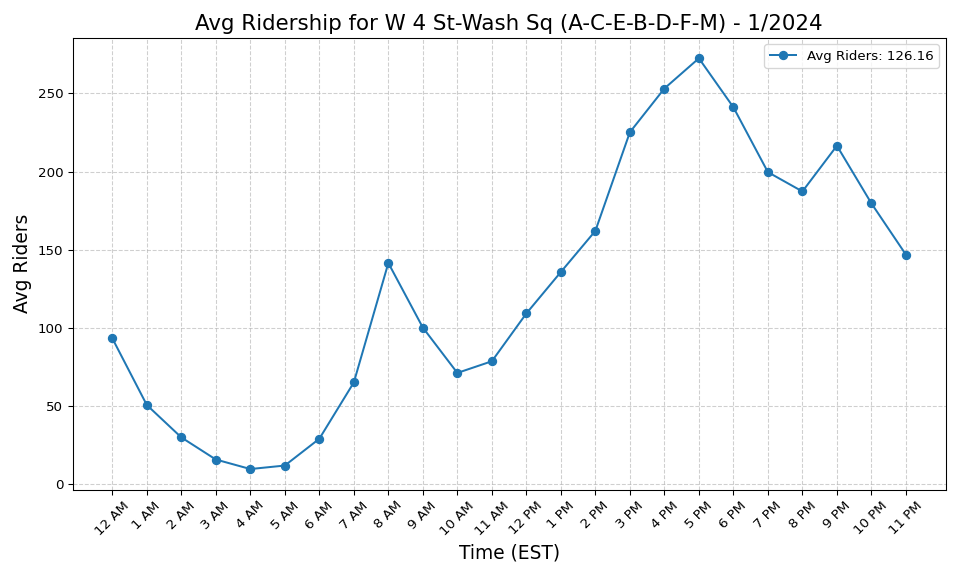 Avg Ridership for W 4 St-Wash Sq (A-C-E-B-D-F-M) - 1/2024
Avg Riders: 126.16
Avg Riders
250
200
150
100
50
0
12 AM
1 AM
2 AM
3 AM
4 AM
5 AM
6 AM
7 AM
8 AM
9 AM
10 AM
11 AM
12 PM
1 PM
2 PM
3 PM
4 PM
5 PM
6 PM
7 PM
8 PM
9 PM
10 PM
11 PM
Time (EST)